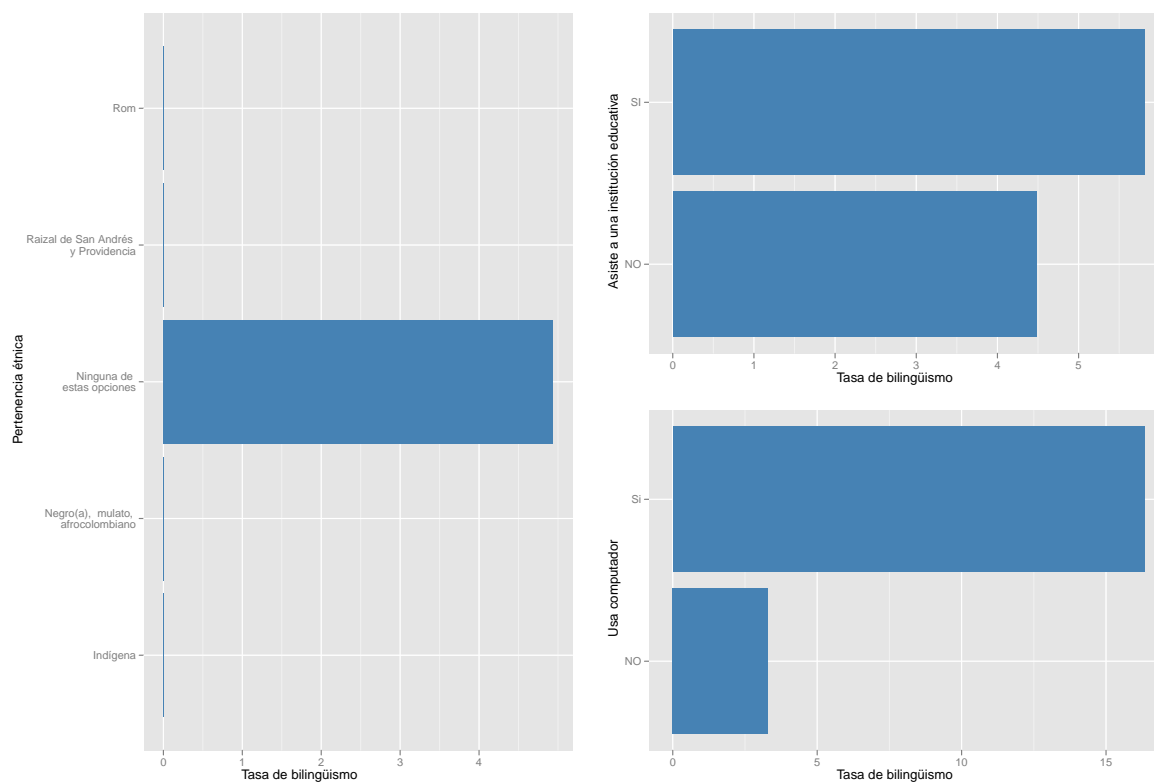 Pertenencia étnica
Rom
Raizal de San Andrés
y Providencia
Ninguna de
estas opciones
Negro(a), mulato,
afrocolombiano
Indígena
0 1 2 3 4
Tasa de bilingüismo
Asiste a una institución educativa
SI
NO
0 1 2 3 4 5
Tasa de bilingüismo
Usa computador
Si
NO
0 5 10 15
Tasa de bilingüismo